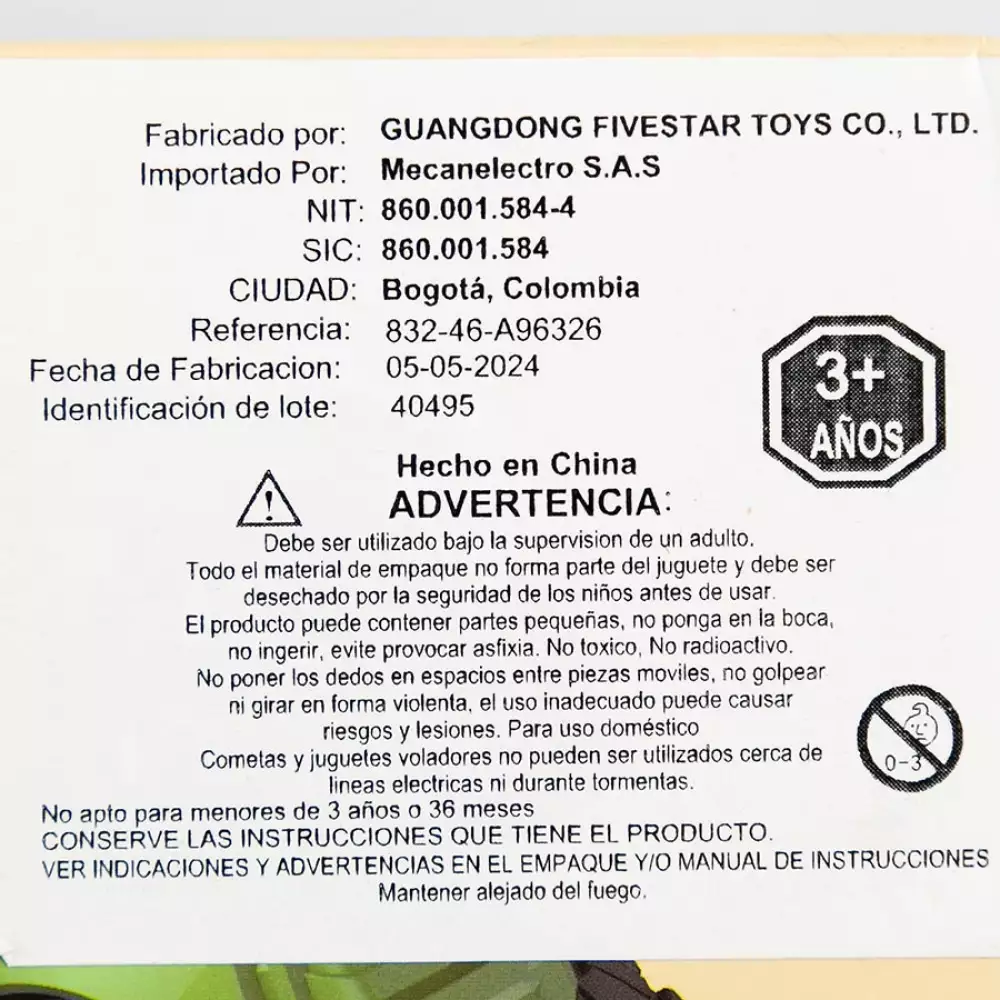 Fabricado por: GUANGDONG FIVESTAR TOYS CO., LTD.
Importado Por: Mecanelectro S.A.S
NIT: 860.001.584-4
SIC: 860.001.584
CIUDAD: Bogotá, Colombia
Referencia: 832-46-A96326
Fecha de Fabricacion: 05-05-2024
Identificación de lote: 40495
3+
AÑOS
Hecho en China
!
ADVERTENCIA:
Debe ser utilizado bajo la supervision de un adulto.
Todo el material de empaque no forma parte del juguete y debe ser
desechado por la seguridad de los niños antes de usar.
El producto puede contener partes pequeñas, no ponga en la boca,
no ingerir, evite provocar asfixia. No toxico, No radioactivo.
No poner los dedos en espacios entre piezas moviles, no golpear
ni girar en forma violenta, el uso inadecuado puede causar
riesgos y lesiones. Para uso doméstico
Cometas y juguetes voladores no pueden ser utilizados cerca de
lineas electricas ni durante tormentas.
0-3
No apto para menores de 3 años o 36 meses
CONSERVE LAS INSTRUCCIONES QUE TIENE EL PRODUCTO.
VER INDICACIONES Y ADVERTENCIAS EN EL EMPAQUE Y/O MANUAL DE INSTRUCCIONES
Mantener alejado del fuego.